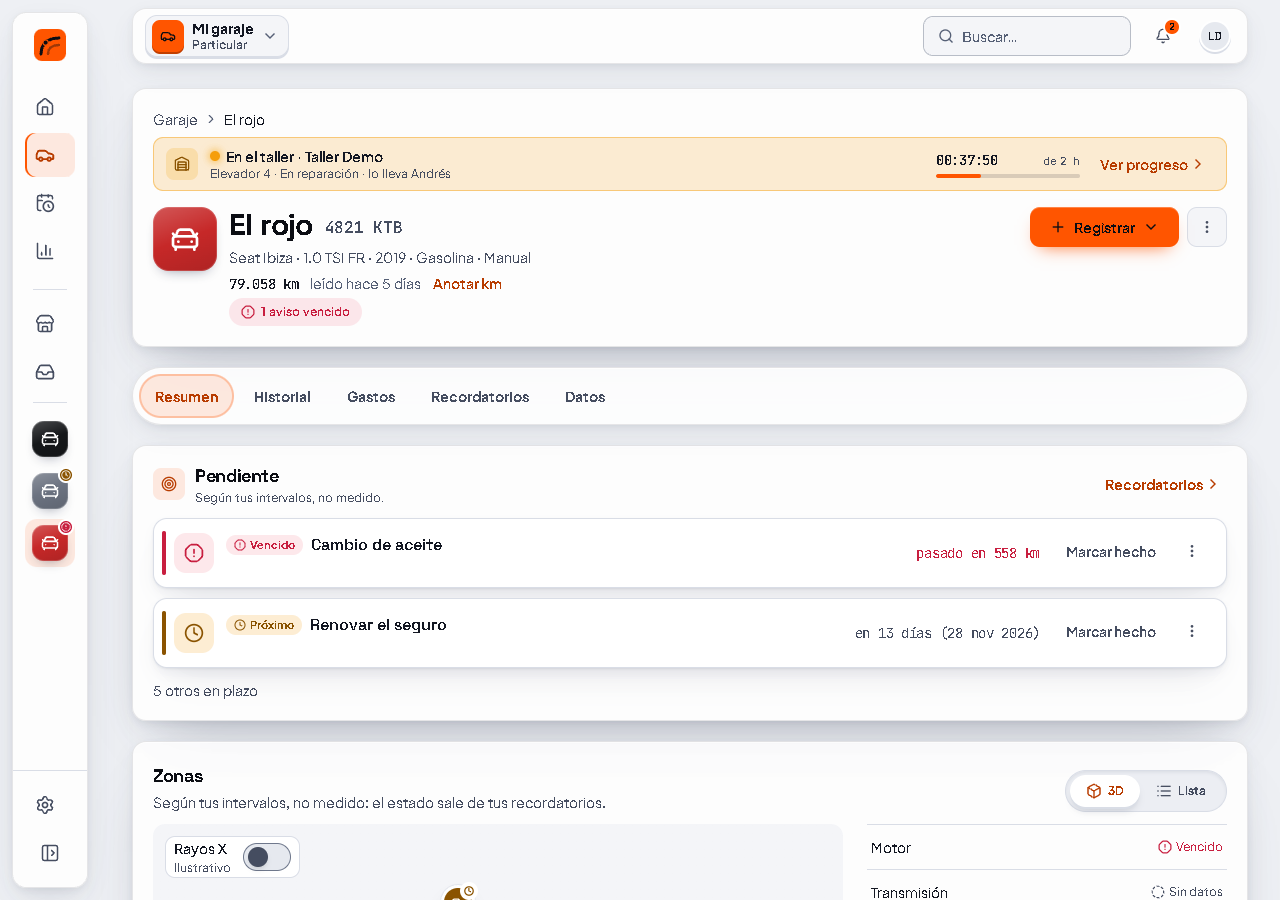 Mi garaje
Particular
Buscar...
2
LD
Garaje > El rojo
En el taller · Taller Demo
Elevador 4 · En reparación · lo lleva Andrés
00:37:50 de 2 h
Ver progreso
El rojo 4821 KTB
Registrar
Seat Ibiza · 1.0 TSI FR · 2019 · Gasolina · Manual
79.058 km leído hace 5 días Anotar km
1 aviso vencido
Resumen Historial Gastos Recordatorios Datos
Pendiente
Según tus intervalos, no medido.
Recordatorios
Vencido Cambio de aceite
pasado en 558 km Marcar hecho
Próximo Renovar el seguro
en 13 días (28 nov 2026) Marcar hecho
5 otros en plazo
Zonas
Según tus intervalos, no medido: el estado sale de tus recordatorios.
3D Lista
Rayos X
Ilustrativo
Motor Vencido
Transmisión Sin datos